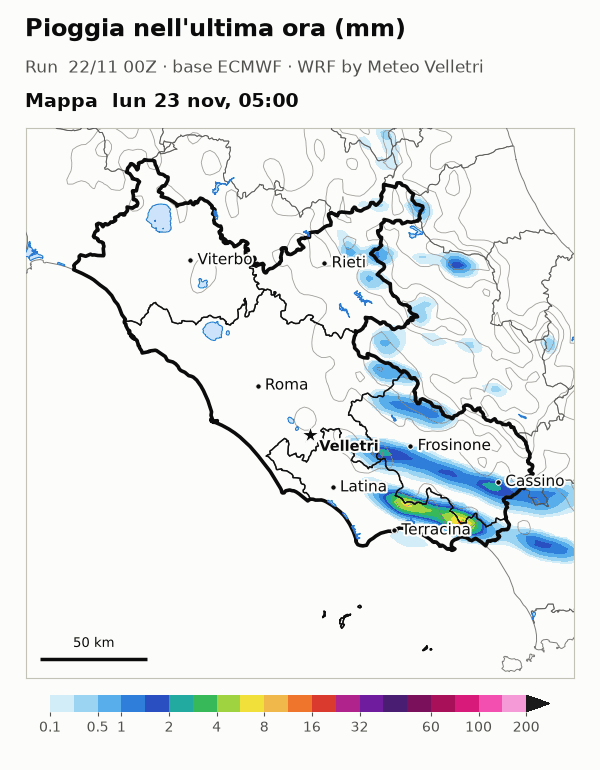 Pioggia nell'ultima ora (mm)
Run  22/11 00Z · base ECMWF · WRF by Meteo Velletri
Mappa  lun 23 nov, 05:00
Viterbo
Rieti
Roma
Velletri
Frosinone
Cassino
Latina
Terracina
50 km
0.1 0.5 1 2 4 8 16 32 60 100 200